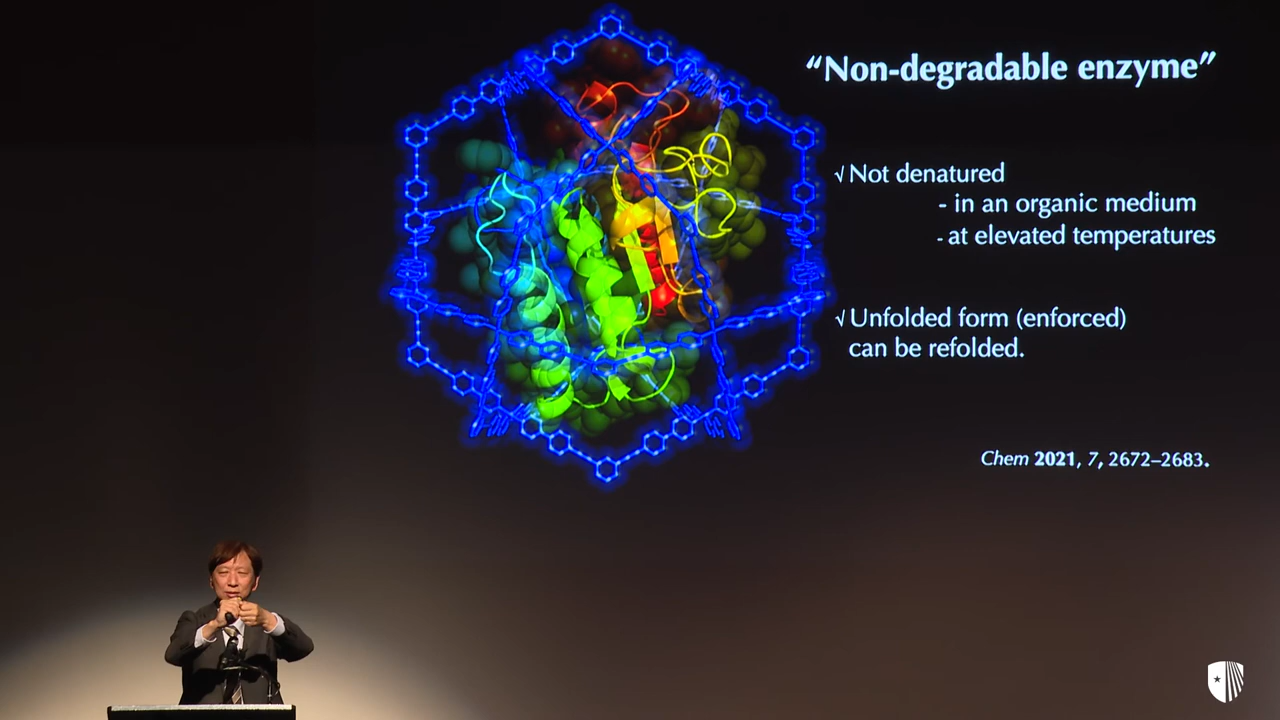 “Non-degradable enzyme”
√ Not denatured
- in an organic medium
- at elevated temperatures
√ Unfolded form (enforced)
can be refolded.
Chem 2021, 7, 2672–2683.